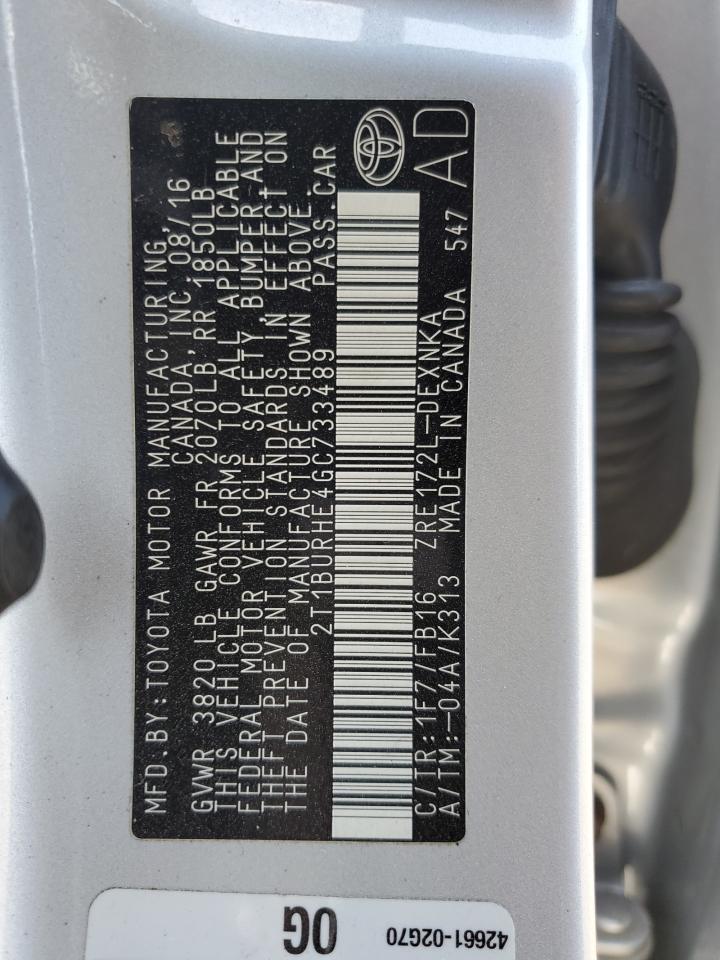 MFD.BY:TOYOTA MOTOR MANUFACTURING,
CANADA, INC. 08/16
GVWR 3820LB GAWR FR 2070LB, RR 1850LB
THIS VEHICLE CONFORMS TO ALL APPLICABLE
FEDERAL MOTOR VEHICLE SAFETY, BUMPER AND
THEFT PREVENTION STANDARDS IN EFFECT ON
THE DATE OF MANUFACTURE SHOWN ABOVE.
2T1BURHE4GC733489 PASS.CAR
C/TR:1F7/FB16 ZRE172L-DEXNKA
A/TM:-04A/K313 MADE IN CANADA 547
AD
0G
42661-02G70